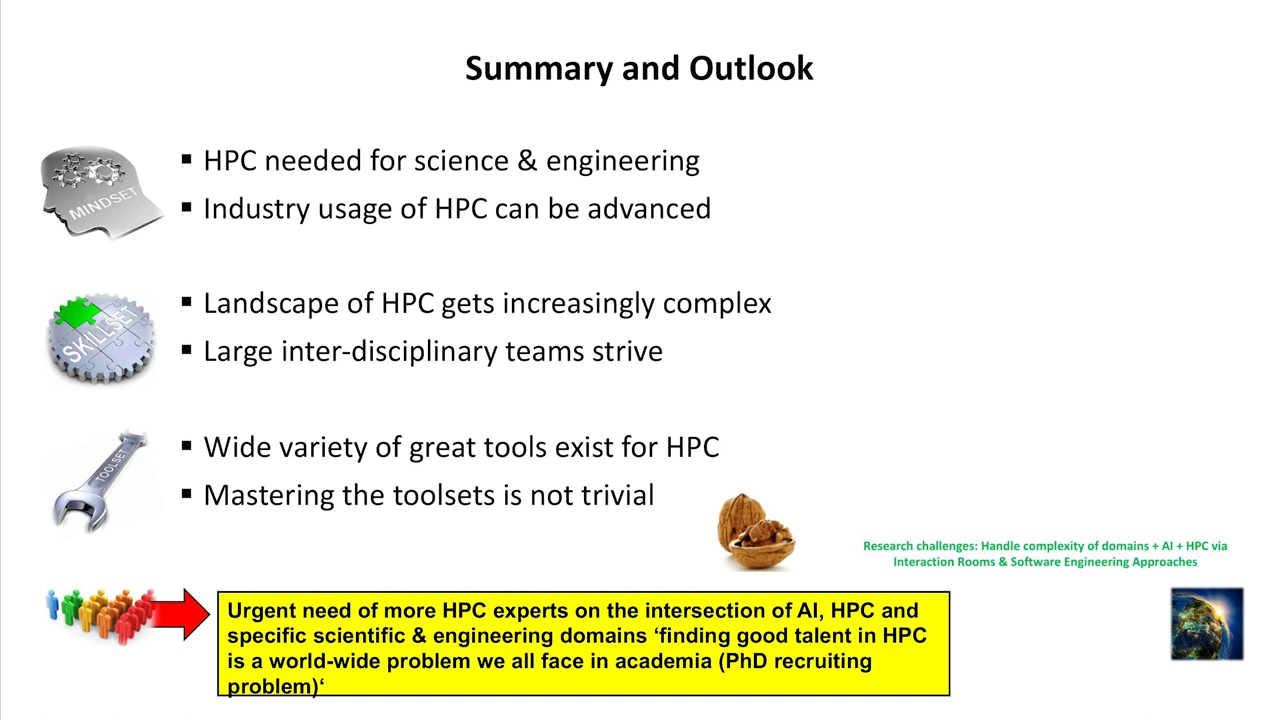 Summary and Outlook
MINDSET
▪ HPC needed for science & engineering
▪ Industry usage of HPC can be advanced
SKILLSET
▪ Landscape of HPC gets increasingly complex
▪ Large inter-disciplinary teams strive
TOOLSET
▪ Wide variety of great tools exist for HPC
▪ Mastering the toolsets is not trivial
Research challenges: Handle complexity of domains + AI + HPC via
Interaction Rooms & Software Engineering Approaches
Urgent need of more HPC experts on the intersection of AI, HPC and
specific scientific & engineering domains ‘finding good talent in HPC
is a world-wide problem we all face in academia (PhD recruiting
problem)‘